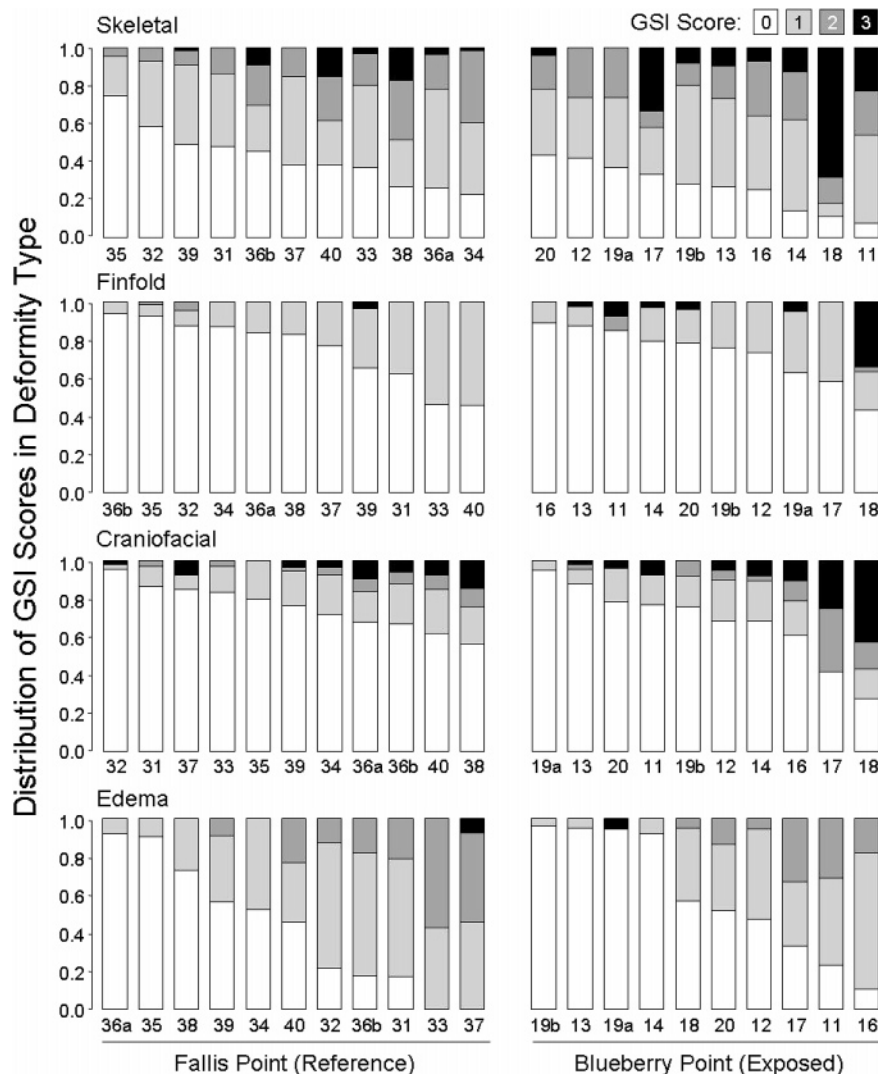 Skeletal
GSI Score: 0 1 2 3
1.0
0.8
0.6
0.4
0.2
0.0
35 32 39 31 36b 37 40 33 38 36a 34
20 12 19a 17 19b 13 16 14 18 11
Finfold
1.0
0.8
0.6
0.4
0.2
0.0
36b 35 32 34 36a 38 37 39 31 33 40
16 13 11 14 20 19b 12 19a 17 18
Craniofacial
1.0
0.8
0.6
0.4
0.2
0.0
32 31 37 33 35 39 34 36a 36b 40 38
19a 13 20 11 19b 12 14 16 17 18
Edema
1.0
0.8
0.6
0.4
0.2
0.0
36a 35 38 39 34 40 32 36b 31 33 37
19b 13 19a 14 18 20 12 17 11 16
Distribution of GSI Scores in Deformity Type
Fallis Point (Reference)
Blueberry Point (Exposed)